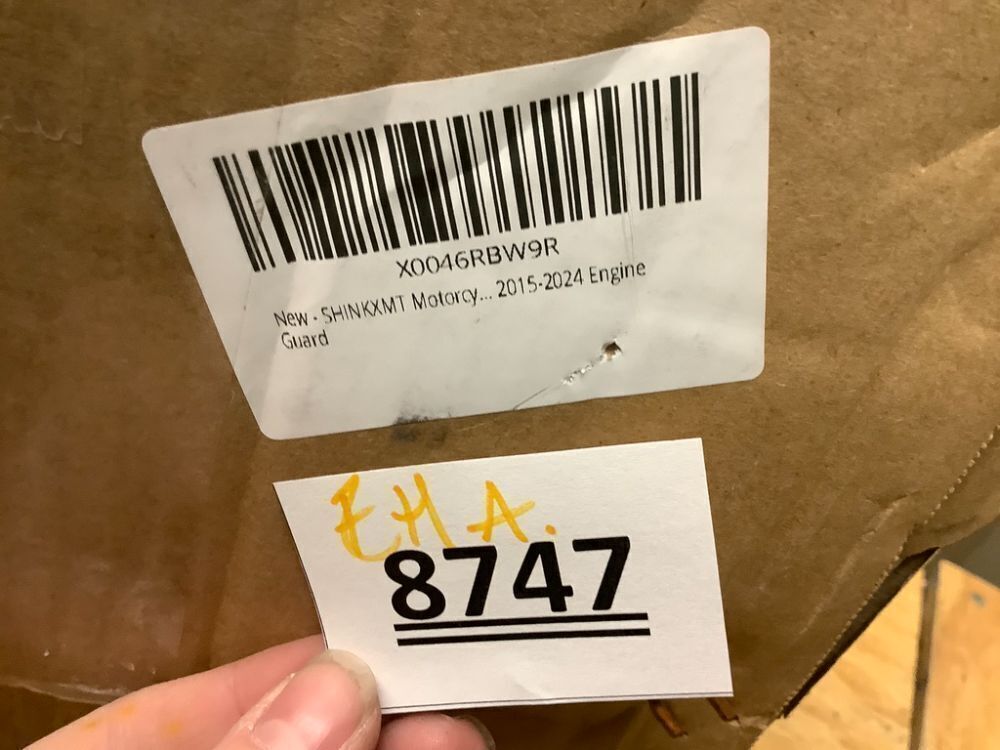 X0046RBW9R
New - SHINKXMT Motorcy... 2015-2024 Engine
Guard
EHA.
8747